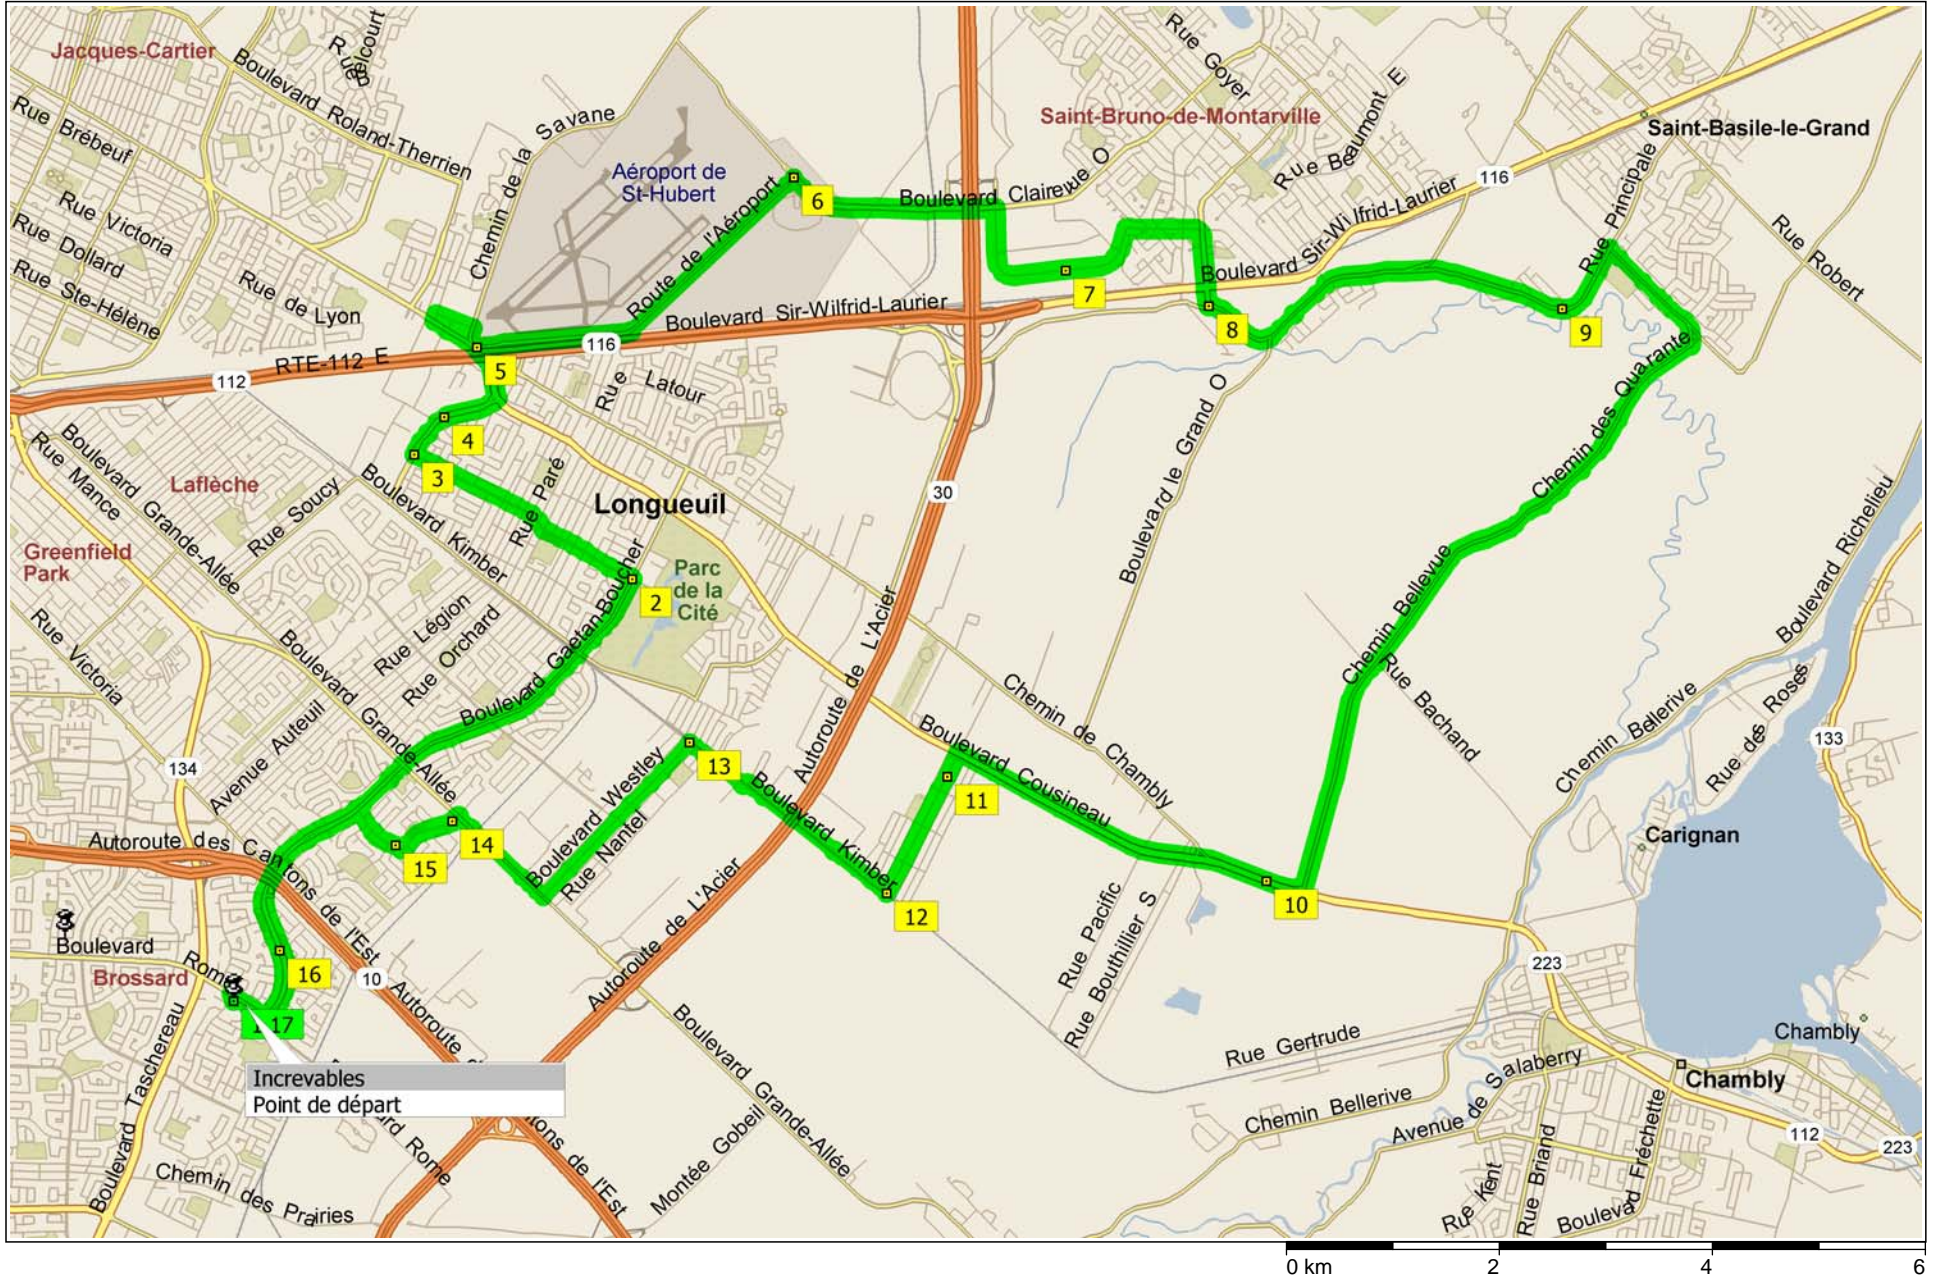 Jacques-Cartier
Boulevard Roland-Therrien
Rue Brébeuf
Rue Victoria
Rue Dollard
Rue Ste-Hélène
Rue de Lyon
Chemin de la Savane
Aéroport de
St-Hubert
Route de l'Aéroport
6
Boulevard Clairevue O
Saint-Bruno-de-Montarville
Rue Goyer
Rue Beaumont E
Saint-Basile-le-Grand
116
Rue Principale
Rue Robert
Boulevard Sir-Wilfrid-Laurier
7
8
9
Boulevard Sir-Wilfrid-Laurier
116
RTE-112 E
112
5
Rue Latour
4
3
Boulevard Grande-Allée
Rue Mance
Laflèche
Rue Soucy
Boulevard Kimber
Rue Paré
Longueuil
30
Boulevard le Grand O
Chemin des Quarante
Greenfield
Park
Rue Victoria
Rue Légion
Rue Orchard
Boulevard Gaetan-Boucher
2
Parc
de la
Cité
Autoroute de L'Acier
Chemin Bellevue
Rue Bachand
Boulevard Richelieu
Chemin Bellerive
Rue des Roses
133
Boulevard Grande-Allée
Avenue Auteuil
134
Chemin de Chambly
Boulevard Cousineau
13
Boulevard Westley
Rue Nantel
Boulevard Kimber
11
12
10
14
15
Autoroute des Cantons de l'Est
Carignan
Rue Pacific
Rue Bouthillier S
Autoroute de L'Acier
Boulevard Rome
Brossard
16
10
17
223
Increvables
Point de départ
Boulevard Taschereau
Boulevard Grande-Allée
Rue Gertrude
Chambly
Chambly
Chemin Bellerive
Avenue de Salaberry
112
223
Chemin des Prairies
Montée Gobeil
Rue Kent
Rue Briand
Boulevard Fréchette
0 km
2
4
6